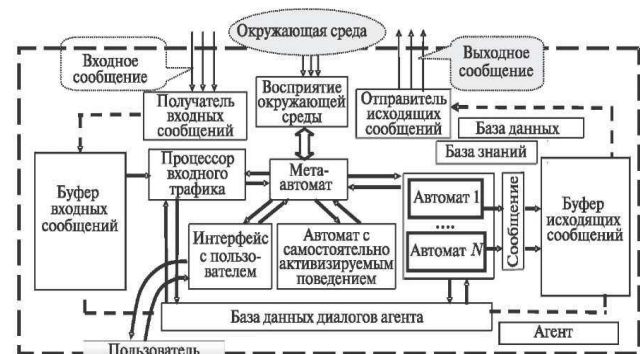 Окружающая среда
Входное
сообщение
Выходное
сообщение
Получатель
входных
сообщений
Восприятие
окружающей
среды
Отправитель
исходящих
сообщений
База данных
База знаний
Буфер
входных
сообщений
Процессор
входного
трафика
Мета-
автомат
Автомат 1
....
Автомат N
Сообщение
Буфер
исходящих
сообщений
Интерфейс
с пользо-
вателем
Автомат с
самостоятельно
активизируемым
поведением
База данных диалогов агента
Агент
Пользователь